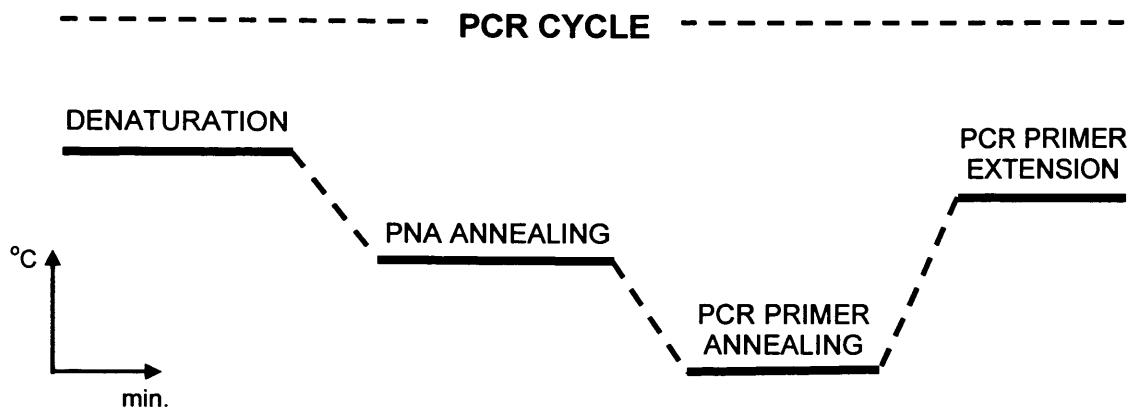 PCR CYCLE
DENATURATION
PCR PRIMER
EXTENSION
PNA ANNEALING
°C
PCR PRIMER
ANNEALING
min.